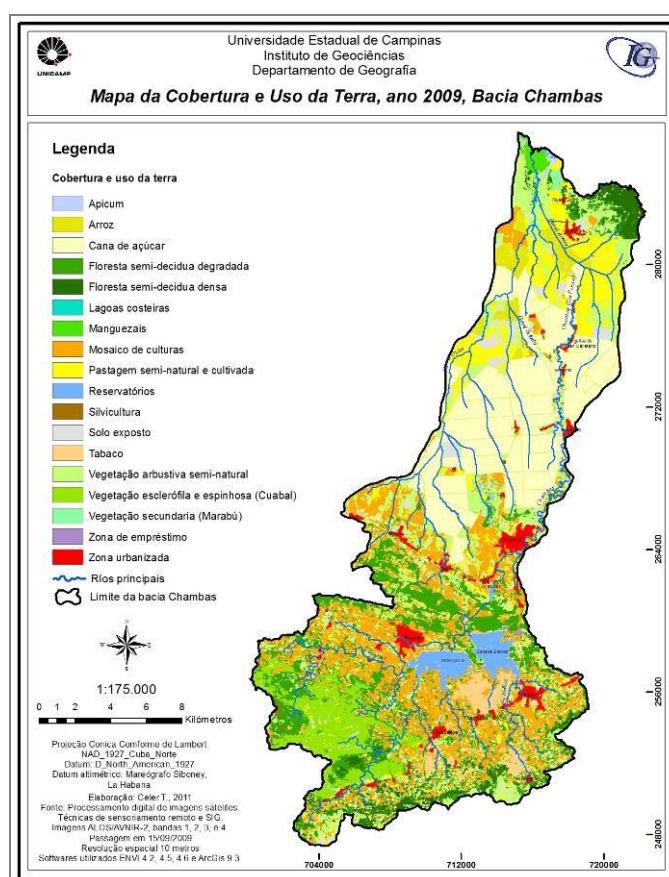 Universidade Estadual de Campinas
Instituto de Geociências
Departamento de Geografia
UNICAMP
IG
Mapa da Cobertura e Uso da Terra, ano 2009, Bacia Chambas
Legenda
Cobertura e uso da terra
Apicum
Arroz
Cana de açúcar
Floresta semi-decidua degradada
Floresta semi-decidua densa
Lagoas costeiras
Manguezais
Mosaico de culturas
Pastagem semi-natural e cultivada
Reservatórios
Silvicultura
Solo exposto
Tabaco
Vegetação arbustiva semi-natural
Vegetação esclerófila e espinhosa (Cuabal)
Vegetação secundaria (Marabú)
Zona de empréstimo
Zona urbanizada
Ríos principais
Límite da bacia Chambas
1:175.000
0 1 2 4 6 8
Kilómetros
Projeção Conica Comforme de Lambert
NAD_1927_Cuba_Norte
Datum: D_North_American_1927
Datum altimétrico: Mareógrafo Siboney,
La Habana
Elaboração: Celer T., 2011
Fonte: Processamento digital de imagens satelites.
Técnicas de sensoriamento remoto e SIG.
Imagens ALOS/AVNIR-2, bandas 1, 2, 3, e 4
Passagem em 15/09/2009
Resolução espacial 10 metros
Softwares utilizados ENVI 4.2, 4.5, 4.6 e ArcGis 9.3
280000
272000
264000
256000
248000
704000
712000
720000